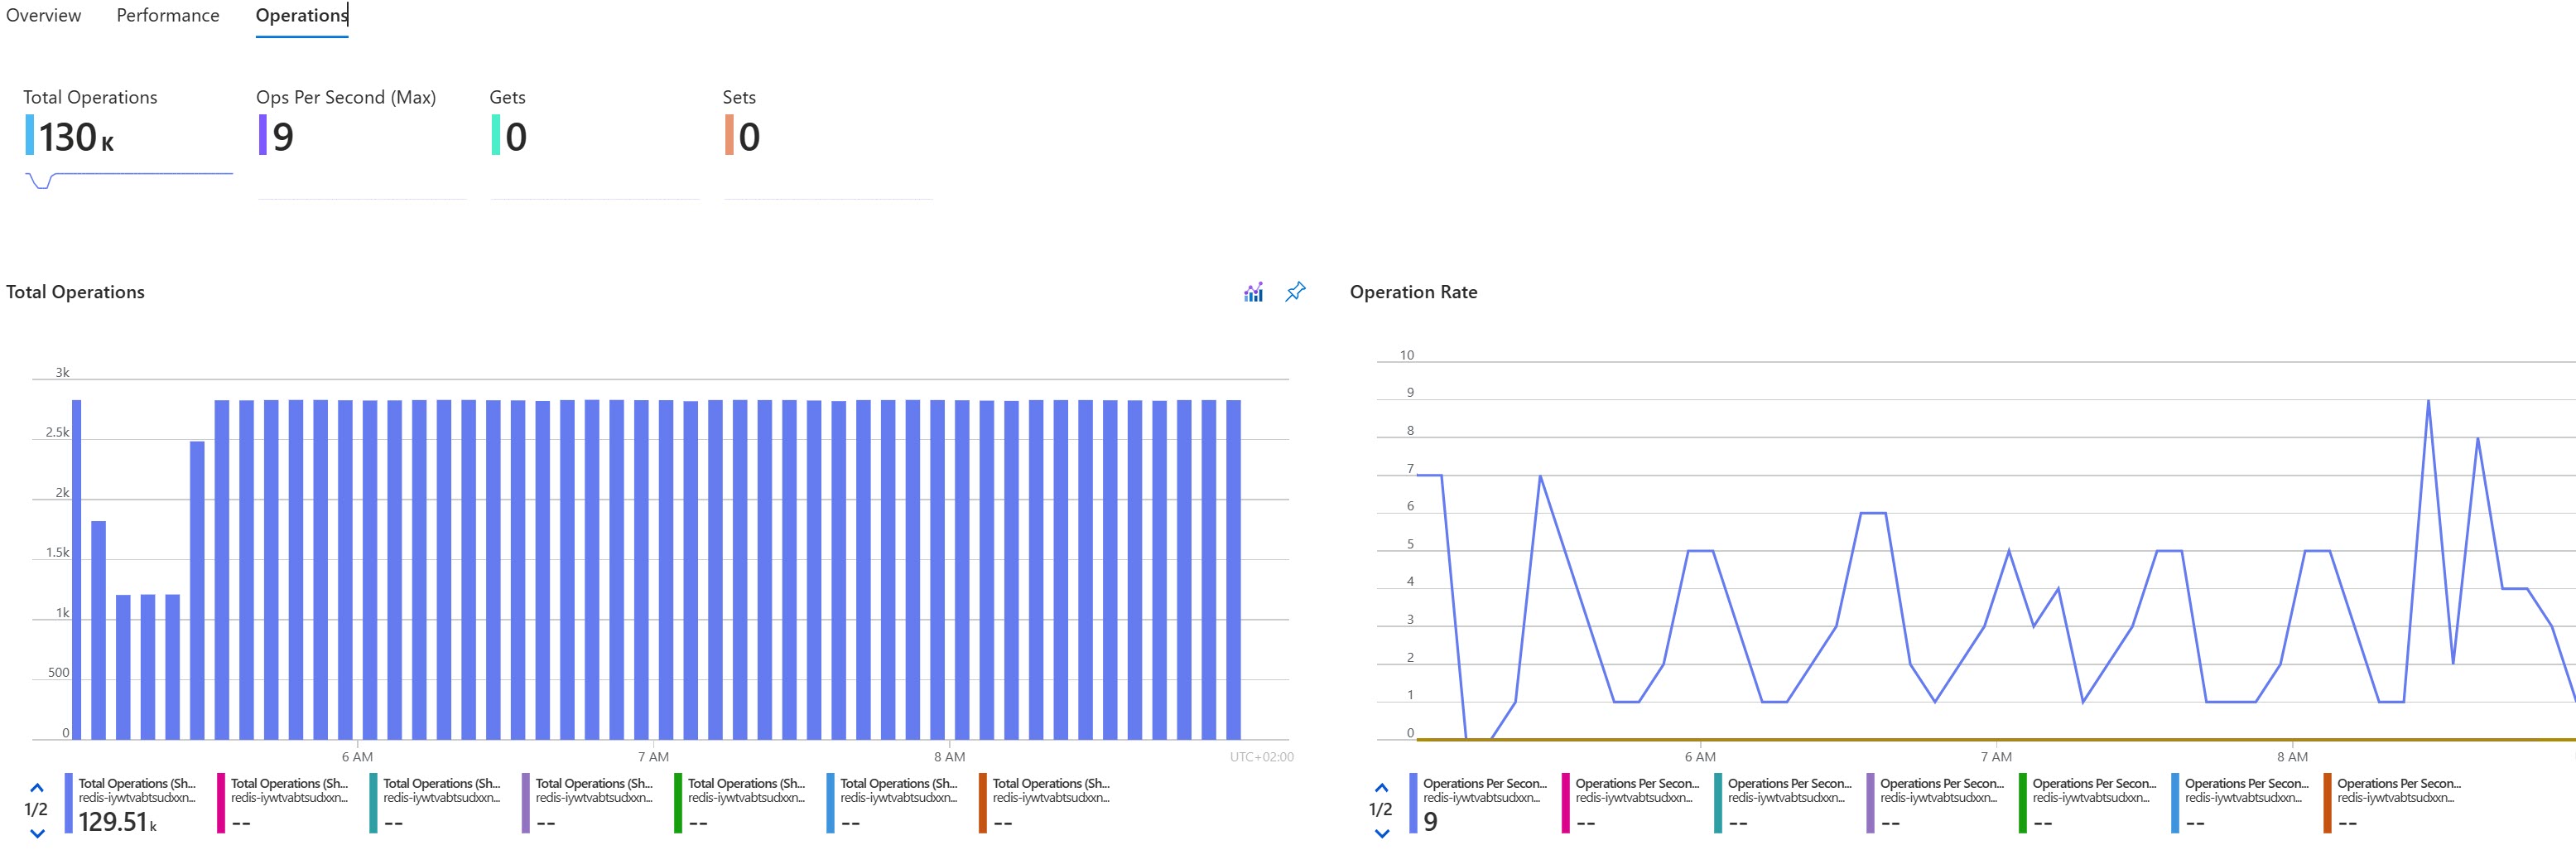 Overview Performance Operations
Total Operations Ops Per Second (Max) Gets Sets
130 K 9 0 0
Total Operations
3k
2.5k
2k
1.5k
1k
500
0
6 AM 7 AM 8 AM UTC+02:00
1/2
Total Operations (Sh... Total Operations (Sh... Total Operations (Sh... Total Operations (Sh... Total Operations (Sh... Total Operations (Sh... Total Operations (Sh...
redis-iywtvabtsudxxn... redis-iywtvabtsudxxn... redis-iywtvabtsudxxn... redis-iywtvabtsudxxn... redis-iywtvabtsudxxn... redis-iywtvabtsudxxn... redis-iywtvabtsudxxn...
129.51 k -- -- -- -- -- --
Operation Rate
10
9
8
7
6
5
4
3
2
1
0
6 AM 7 AM 8 AM
1/2
Operations Per Secon... Operations Per Secon... Operations Per Secon... Operations Per Secon... Operations Per Secon... Operations Per Secon... Operations Per Secon...
redis-iywtvabtsudxxn... redis-iywtvabtsudxxn... redis-iywtvabtsudxxn... redis-iywtvabtsudxxn... redis-iywtvabtsudxxn... redis-iywtvabtsudxxn... redis-iywtvabtsudxxn...
9 -- -- -- -- -- --